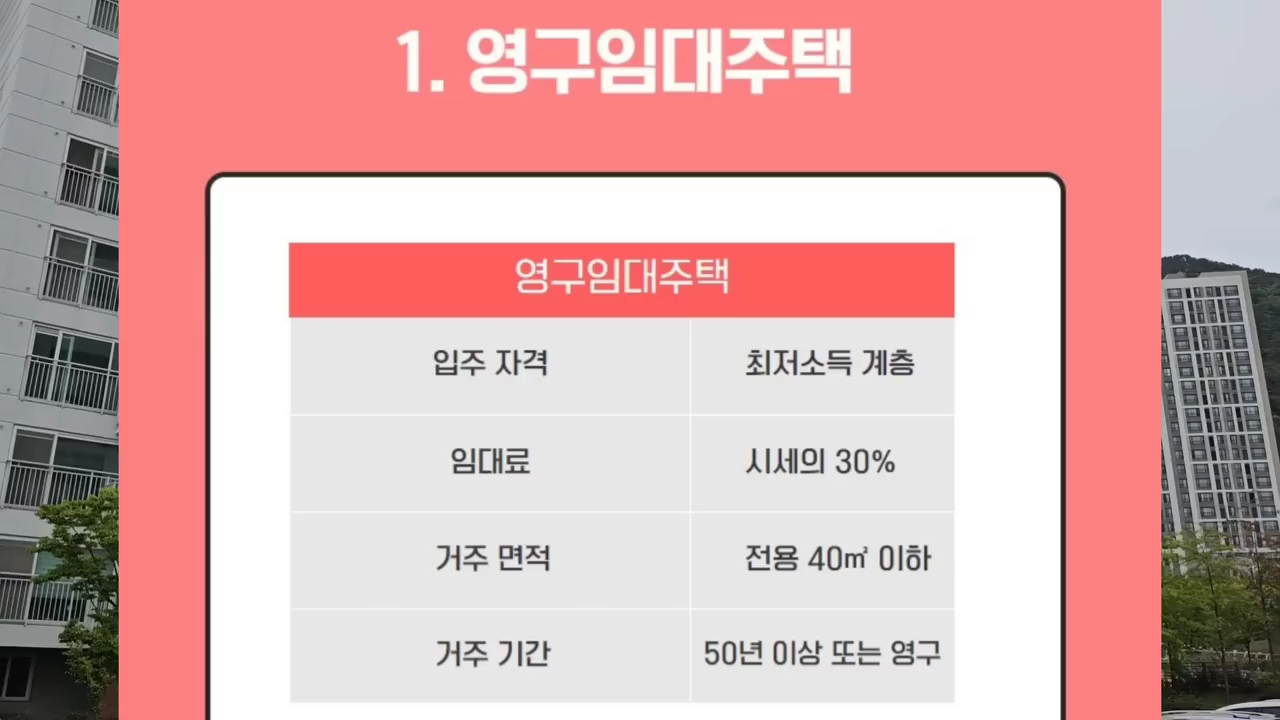 1. 영구임대주택
영구임대주택
입주 자격 최저소득 계층
임대료 시세의 30%
거주 면적 전용 40㎡ 이하
거주 기간 50년 이상 또는 영구